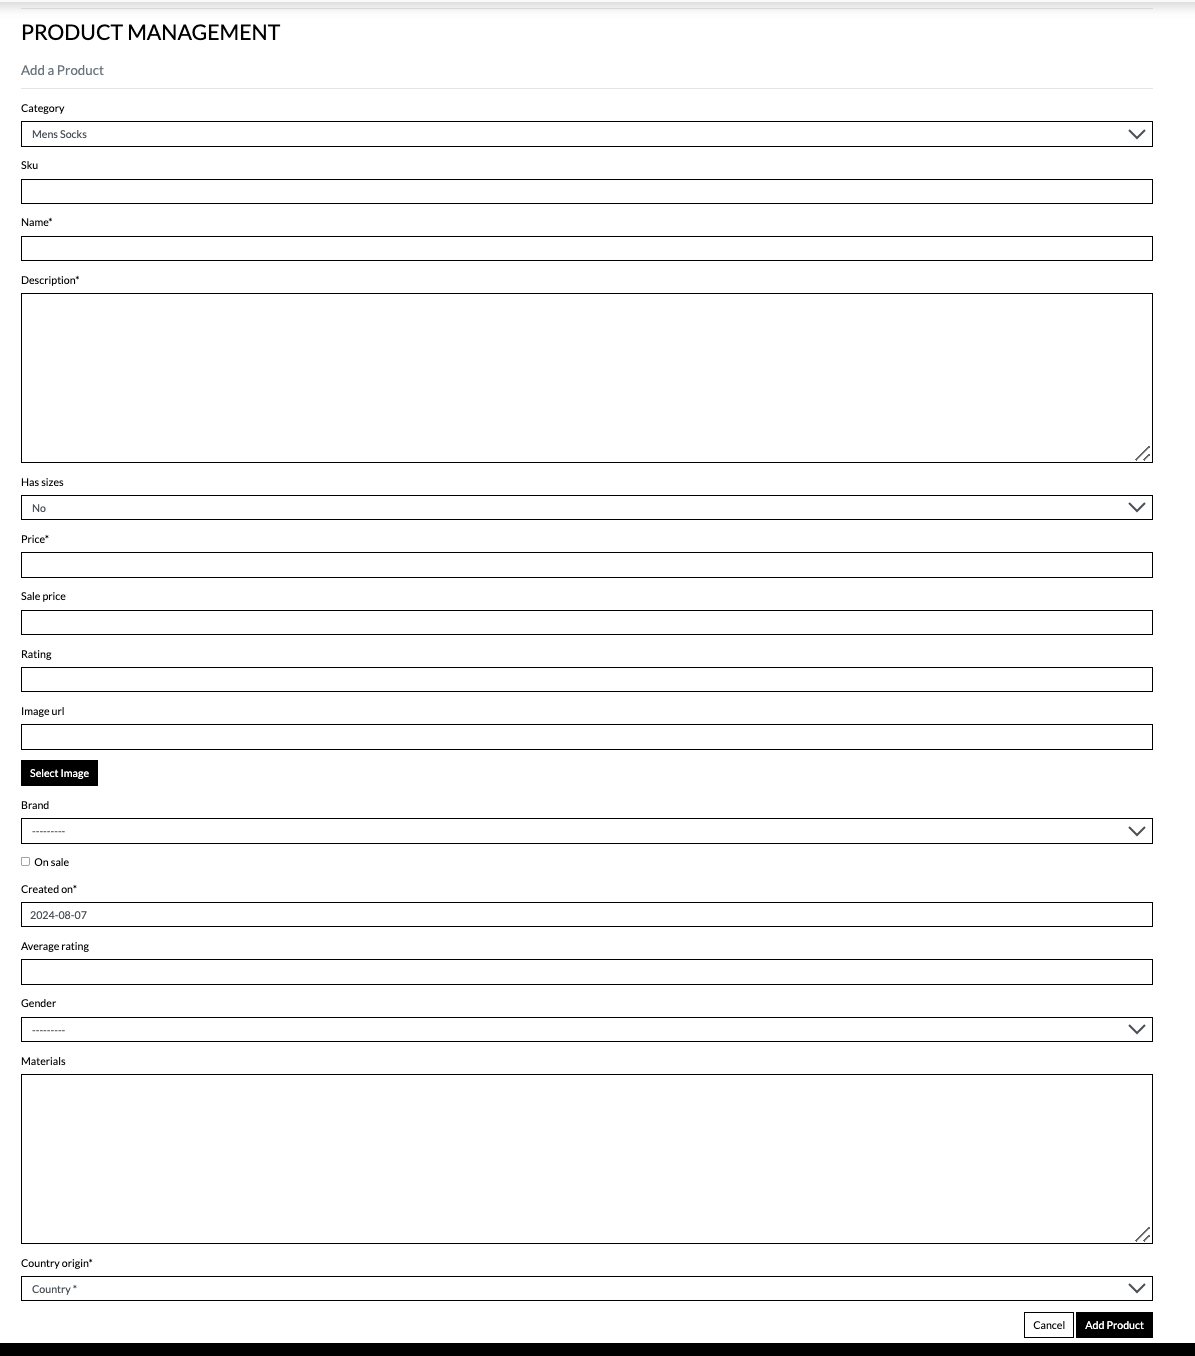 PRODUCT MANAGEMENT
Add a Product
Category
Mens Socks
Sku
Name*
Description*
Has sizes
No
Price*
Sale price
Rating
Image url
Select Image
Brand
---------
On sale
Created on*
2024-08-07
Average rating
Gender
---------
Materials
Country origin*
Country *
Cancel Add Product